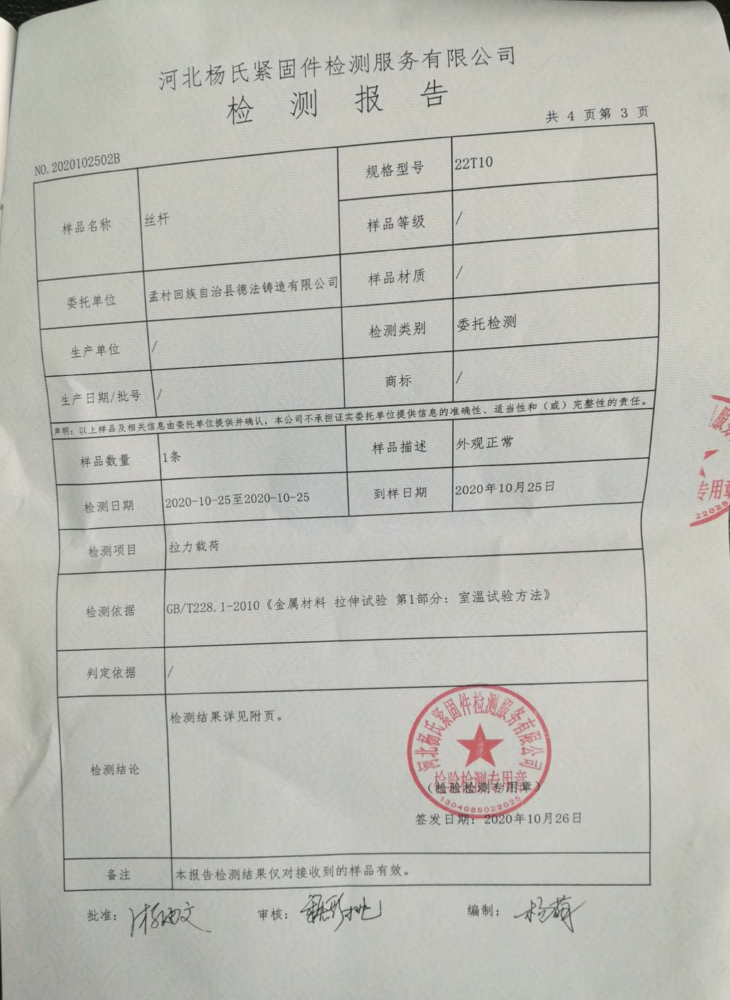 河北杨氏紧固件检测服务有限公司
检 测 报 告
共 4 页第 3 页
NO.2020102502B
样品名称 丝杆 规格型号 22T10
样品等级 /
委托单位 孟村回族自治县德法铸造有限公司 样品材质 /
生产单位 / 检测类别 委托检测
生产日期/批号 / 商标 /
声明：以上样品及相关信息由委托单位提供并确认，本公司不承担证实委托单位提供信息的准确性、适当性和（或）完整性的责任。
样品数量 1条 样品描述 外观正常
检测日期 2020-10-25至2020-10-25 到样日期 2020年10月25日
检测项目 拉力载荷
检测依据 GB/T228.1-2010《金属材料 拉伸试验 第1部分：室温试验方法》
判定依据 /
检测结论 检测结果详见附页。
河北杨氏紧固件检测服务有限公司
检验检测专用章
（检验检测专用章）
1304085022025
签发日期：2020年10月26日
备注 本报告检测结果仅对接收到的样品有效。
批准： 审核： 编制：
服务
专用章
22025